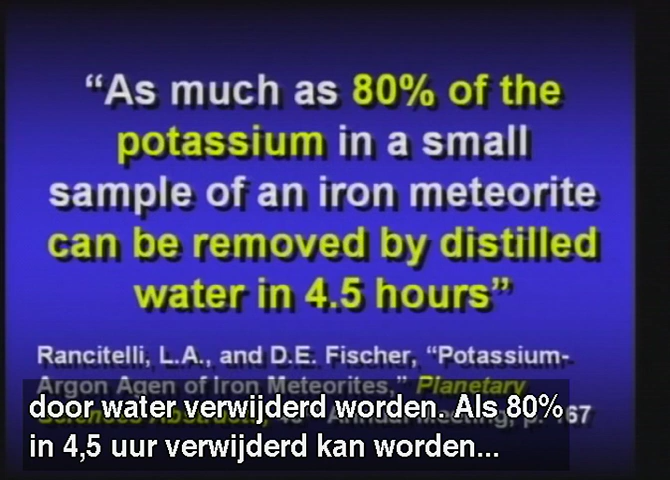 “As much as 80% of the
potassium in a small
sample of an iron meteorite
can be removed by distilled
water in 4.5 hours”
Rancitelli, L.A., and D.E. Fischer, “Potassium-
Argon Agen of Iron Meteorites.” Planetary
67
door water verwijderd worden. Als 80%
in 4,5 uur verwijderd kan worden...